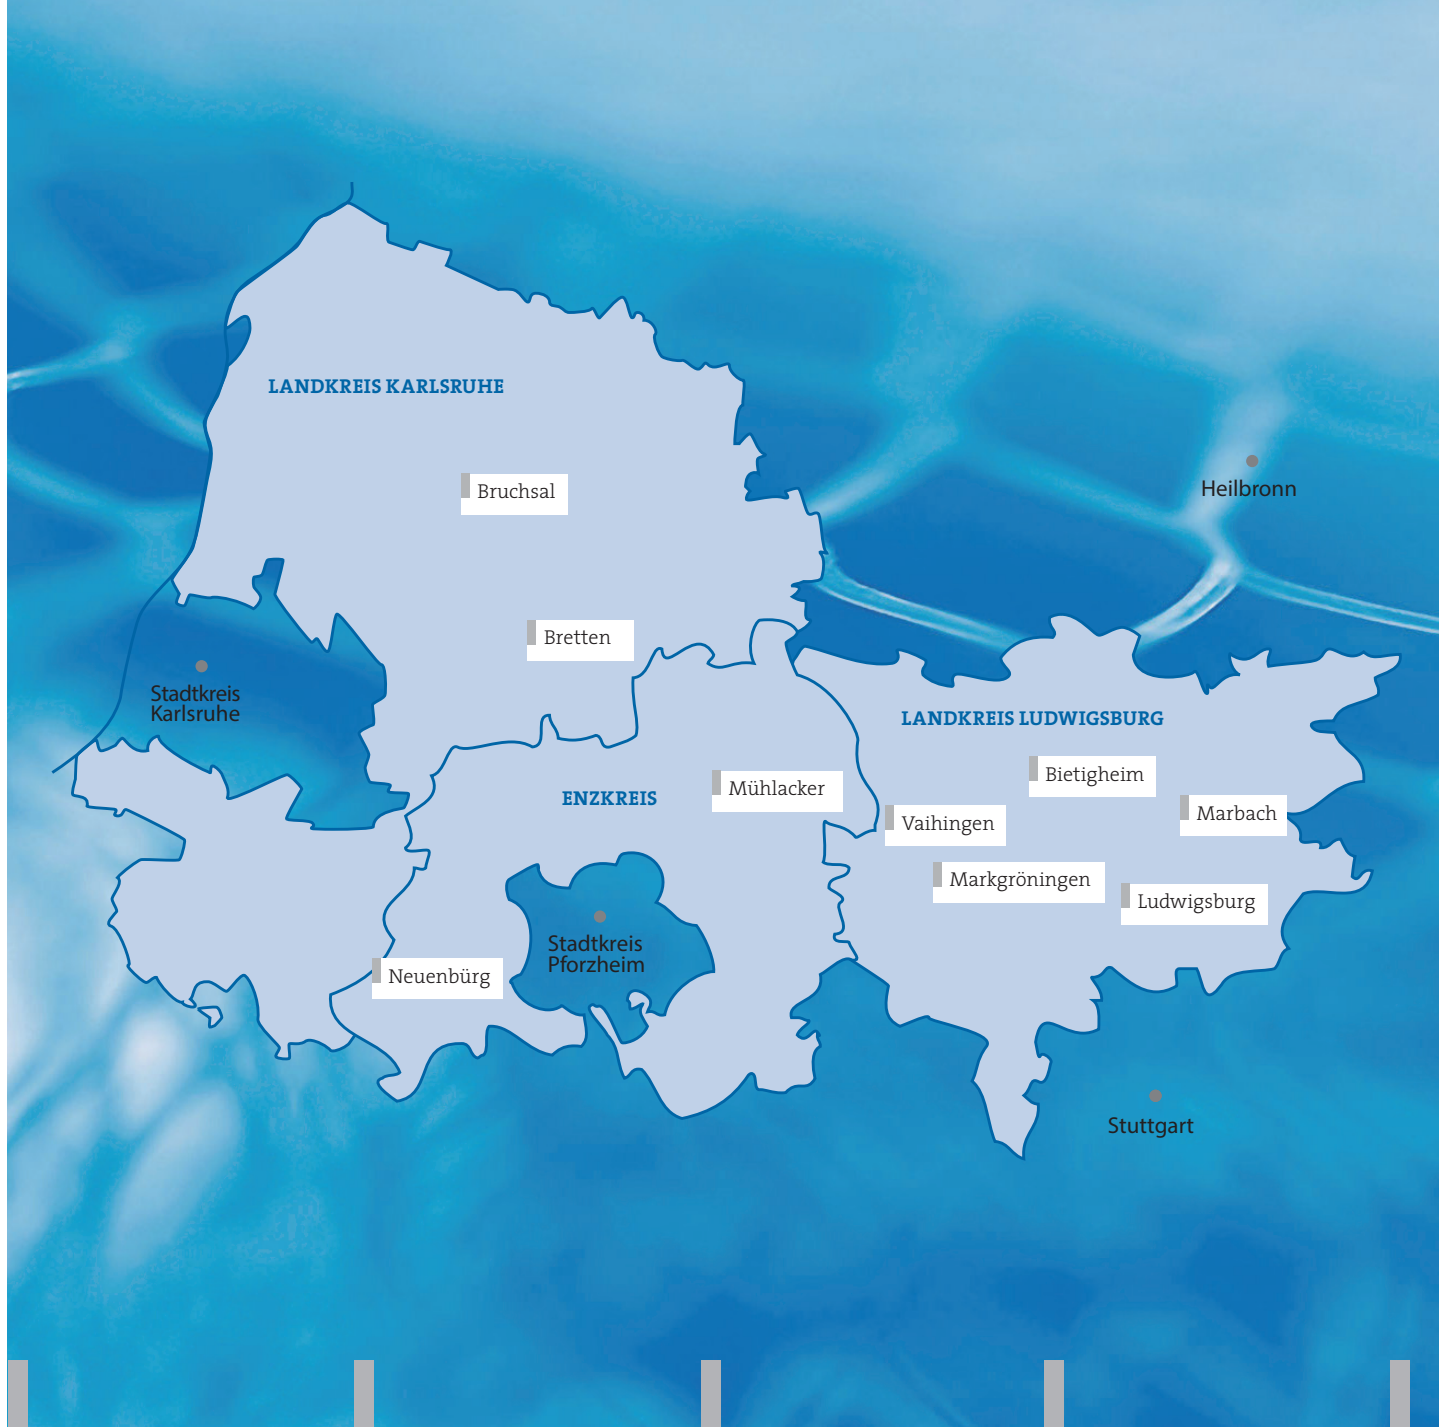 LANDKREIS KARLSRUHE
Bruchsal
Heilbronn
Bretten
Stadtkreis
Karlsruhe
LANDKREIS LUDWIGSBURG
Bietigheim
Mühlacker
ENZKREIS
Marbach
Vaihingen
Markgröningen
Ludwigsburg
Stadtkreis
Pforzheim
Neuenbürg
Stuttgart